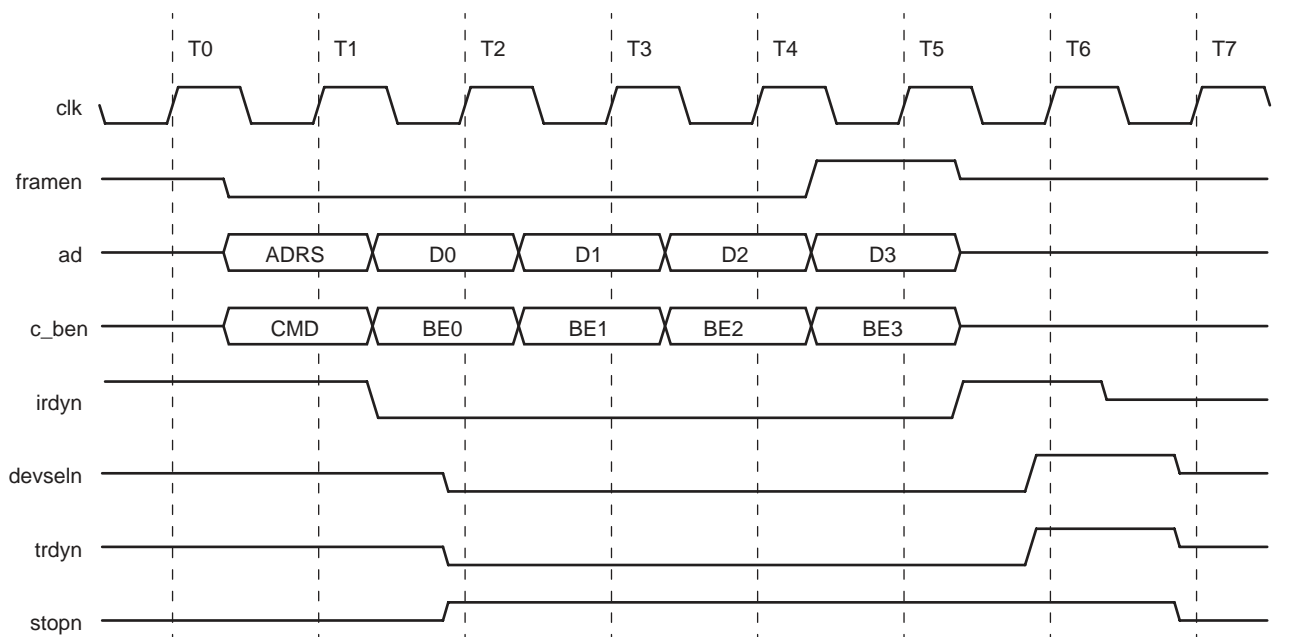 T0 T1 T2 T3 T4 T5 T6 T7
clk
framen
ad ADRS D0 D1 D2 D3
c_ben CMD BE0 BE1 BE2 BE3
irdyn
devseln
trdyn
stopn